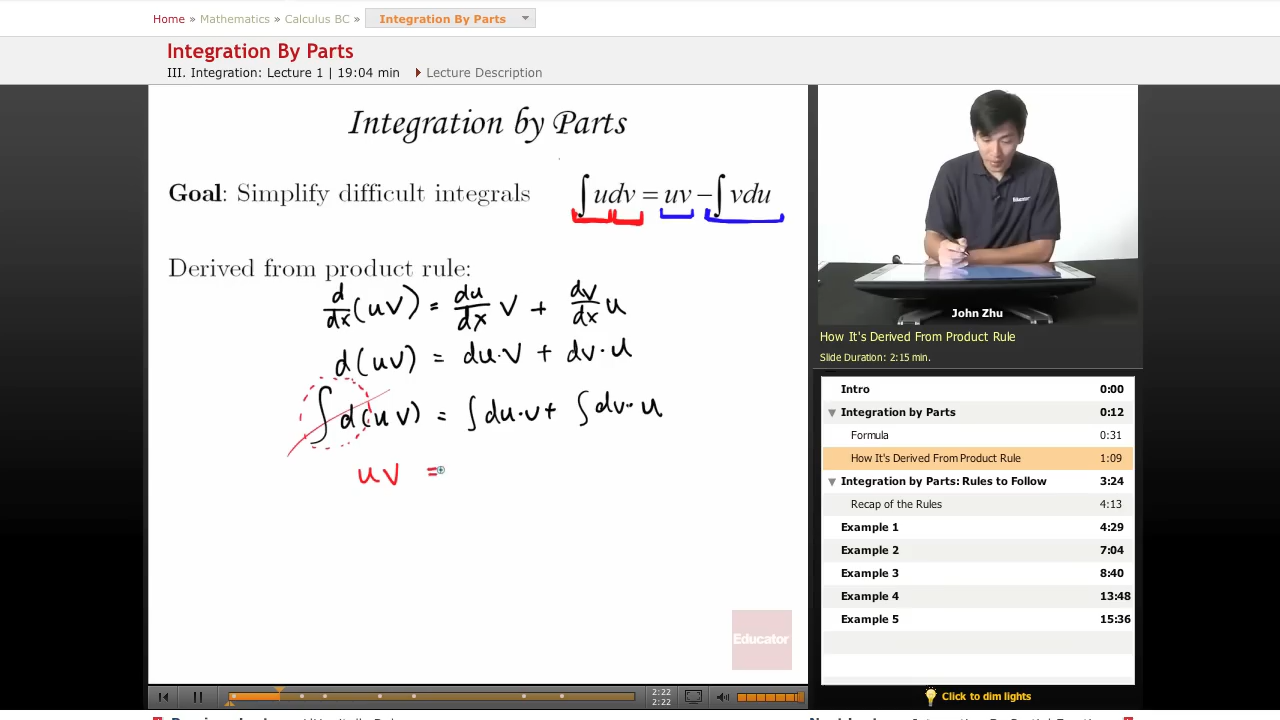 Home » Mathematics » Calculus BC » Integration By Parts
Integration By Parts
III. Integration: Lecture 1 | 19:04 min Lecture Description
Integration by Parts
Goal: Simplify difficult integrals ∫udv = uv − ∫vdu
Derived from product rule:
d/dx (uv) = du/dx v + dv/dx u
d(uv) = du·v + dv·u
∫d(uv) = ∫du·v + ∫dv·u
uv =
Educator
Educator
John Zhu
How It's Derived From Product Rule
Slide Duration: 2:15 min.
Intro 0:00
Integration by Parts 0:12
Formula 0:31
How It's Derived From Product Rule 1:09
Integration by Parts: Rules to Follow 3:24
Recap of the Rules 4:13
Example 1 4:29
Example 2 7:04
Example 3 8:40
Example 4 13:48
Example 5 15:36
2:22
2:22
Click to dim lights